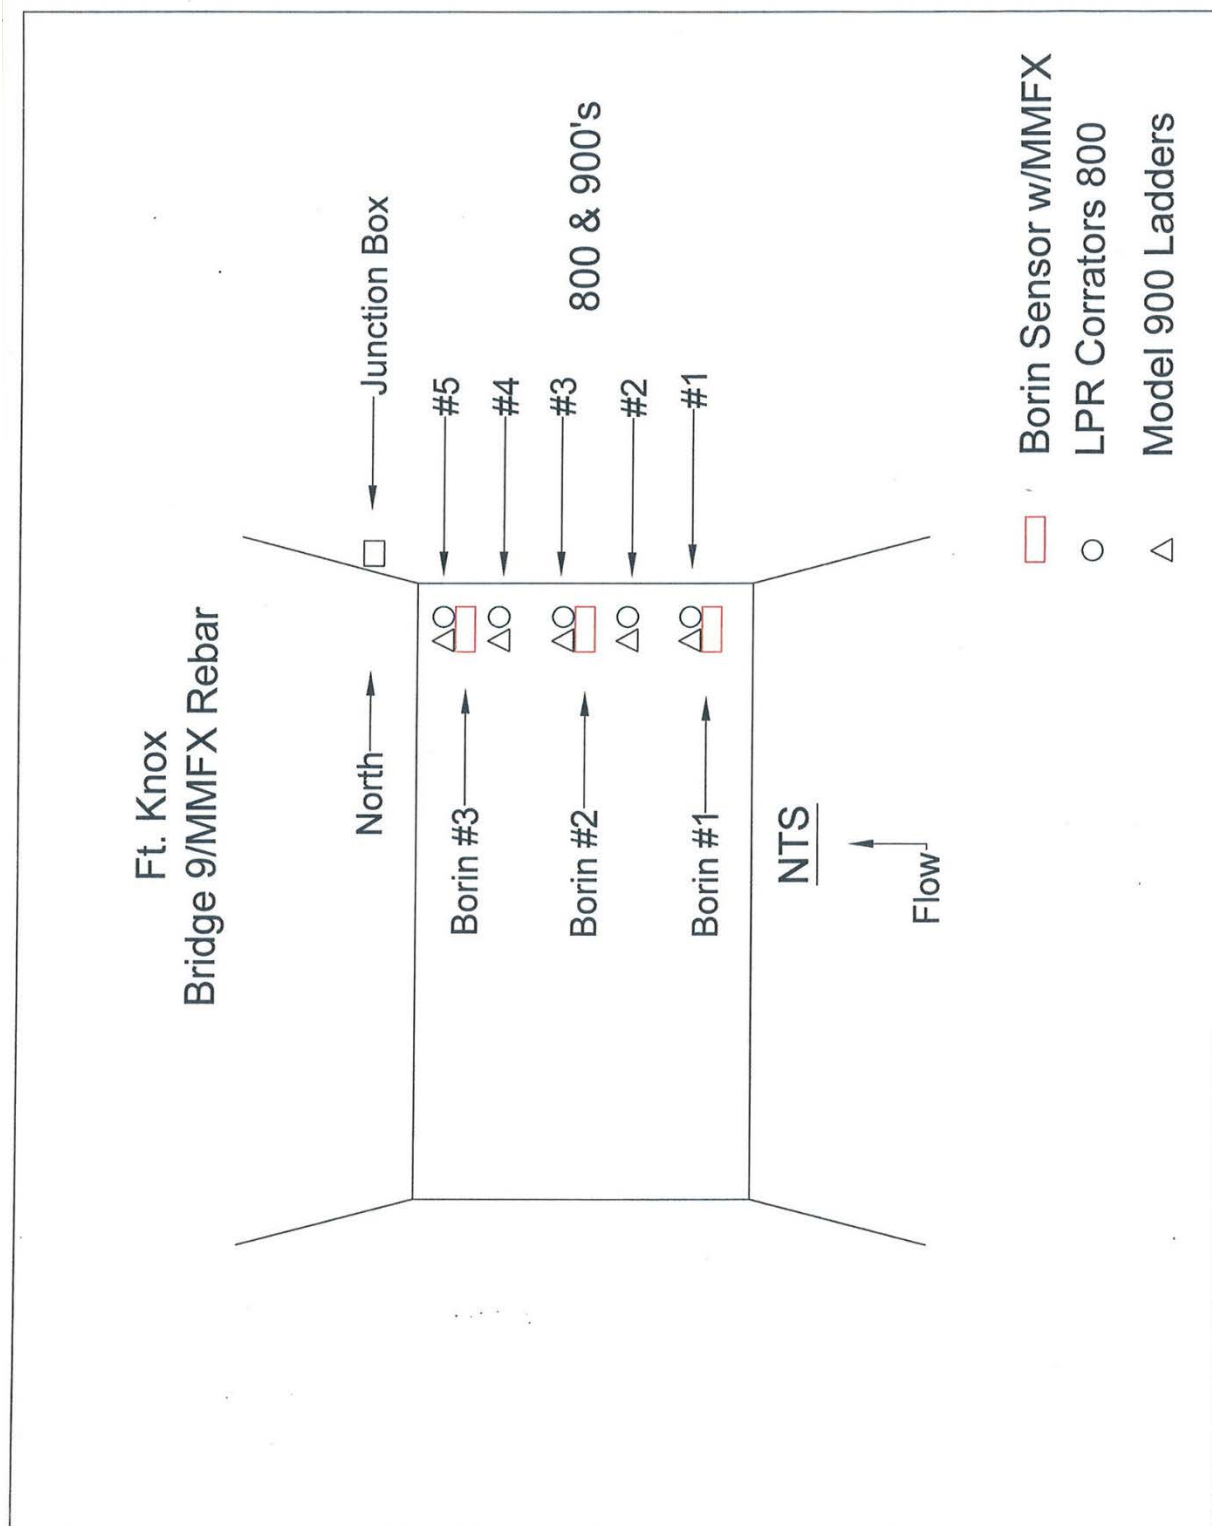 Ft. Knox
Bridge 9/MMFX Rebar
North
Junction Box
Borin #3
#5
#4
Borin #2
#3
800 & 900's
#2
Borin #1
#1
NTS
Flow
Borin Sensor w/MMFX
LPR Corrators 800
Model 900 Ladders